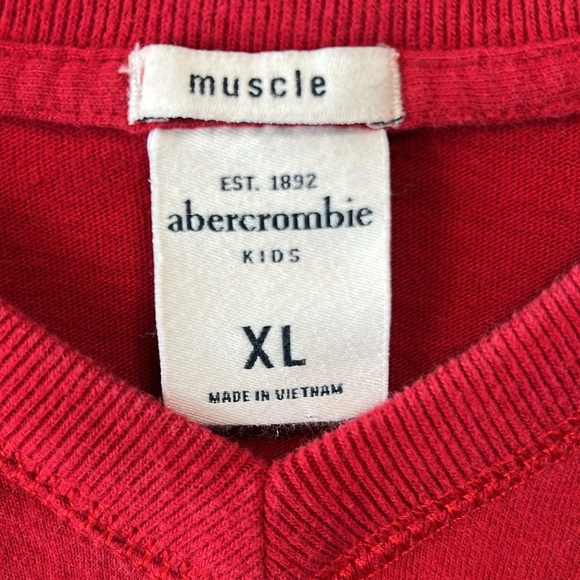 muscle
EST. 1892
abercrombie
KIDS
XL
MADE IN VIETNAM